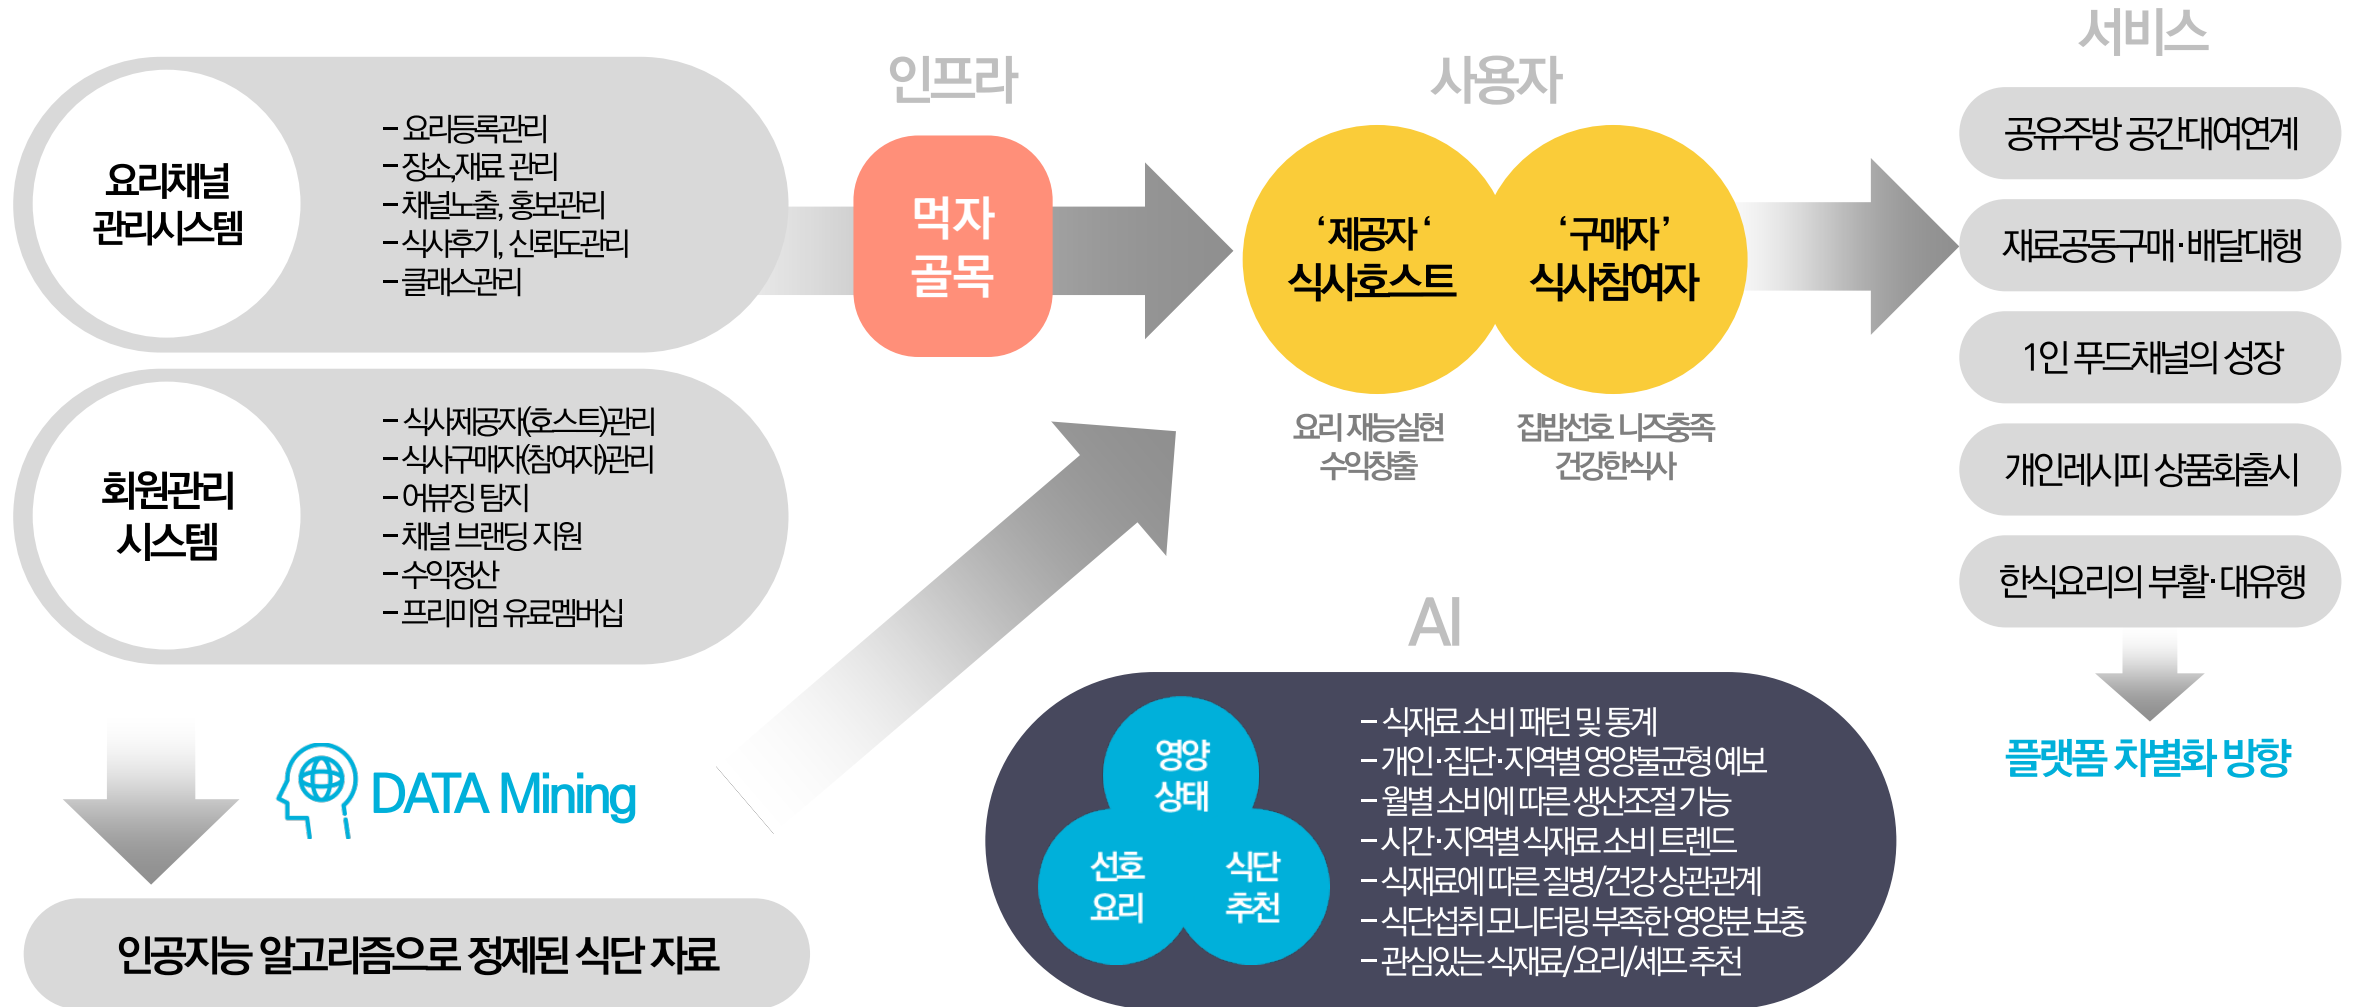 요리채널
관리시스템
- 요리등록관리
- 장소,재료 관리
- 채널노출, 홍보관리
- 식사후기, 신뢰도관리
- 클래스관리
회원관리
시스템
- 식사제공자(호스트)관리
- 식사구매자(참여자)관리
- 어뷰징 탐지
- 채널 브랜딩 지원
- 수익정산
- 프리미엄 유료멤버십
DATA Mining
인공지능 알고리즘으로 정제된 식단 자료
인프라
먹자
골목
사용자
‘ 제공자 ‘
식사호스트
‘ 구매자 ’
식사참여자
요리 재능실현
수익창출
집밥선호 니즈충족
건강한식사
AI
영양
상태
선호
요리
식단
추천
- 식재료 소비 패턴 및 통계
- 개인·집단·지역별 영양불균형 예보
- 월별 소비에 따른 생산조절 가능
- 시간·지역별 식재료 소비 트렌드
- 식재료에 따른 질병/건강 상관관계
- 식단섭취 모니터링 부족한 영양분 보충
- 관심있는 식재료/요리/셰프 추천
서비스
공유주방 공간대여연계
재료공동구매·배달대행
1인 푸드채널의 성장
개인레시피 상품화출시
한식요리의 부활·대유행
플랫폼 차별화 방향